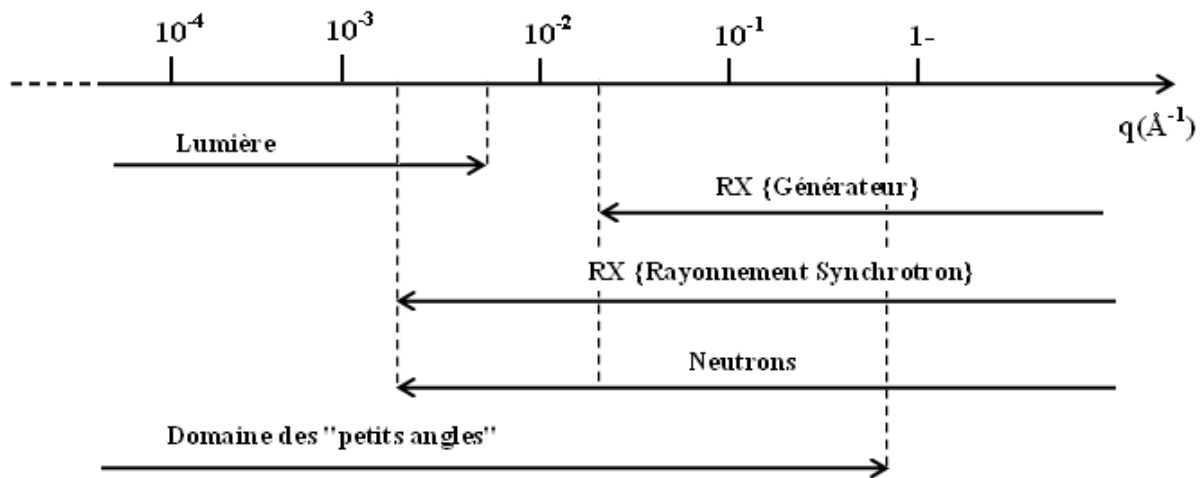 10⁻⁴ 10⁻³ 10⁻² 10⁻¹ 1-
q(Å⁻¹)
Lumière
RX {Générateur}
RX {Rayonnement Synchrotron}
Neutrons
Domaine des "petits angles"